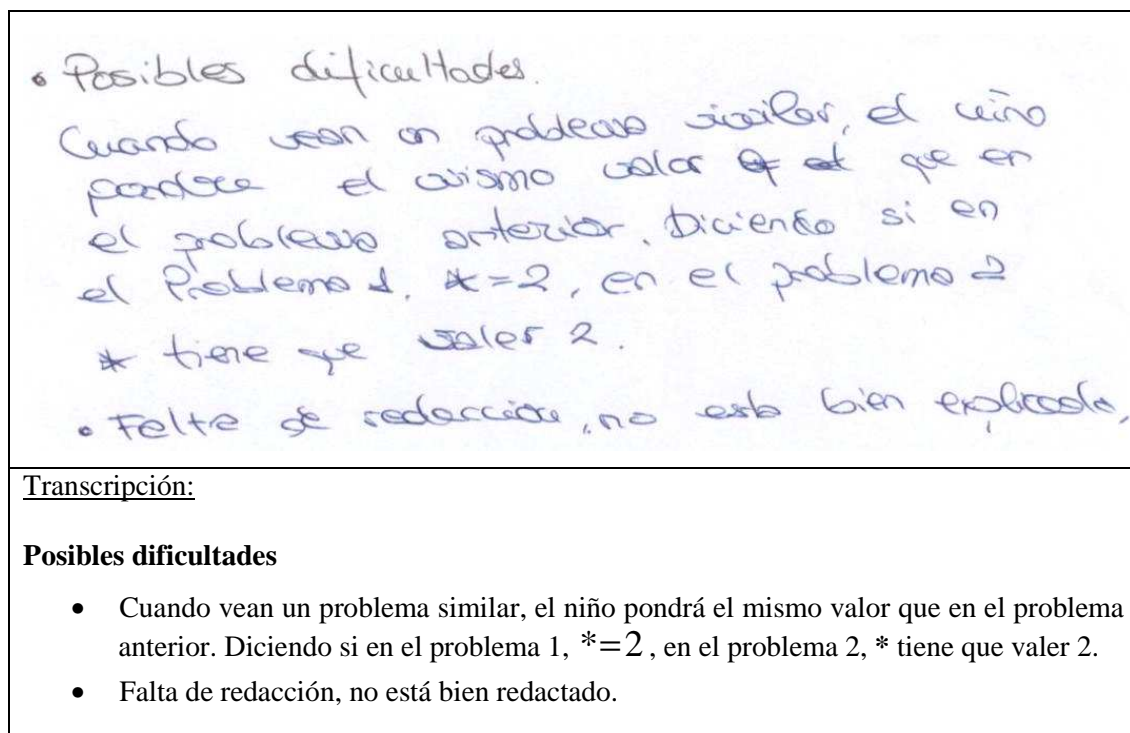 • Posibles dificultades.
Cuando vean un problema similar, el niño
pondra el mismo valor que en
el problema anterior. Diciendo si en
el Problema 1, *=2, en el problema 2
* tiene que valer 2.
• Falta de redacción, no esta bien explicado,
Transcripción:
Posibles dificultades
• Cuando vean un problema similar, el niño pondrá el mismo valor que en el problema
anterior. Diciendo si en el problema 1, *=2, en el problema 2, * tiene que valer 2.
• Falta de redacción, no está bien redactado.